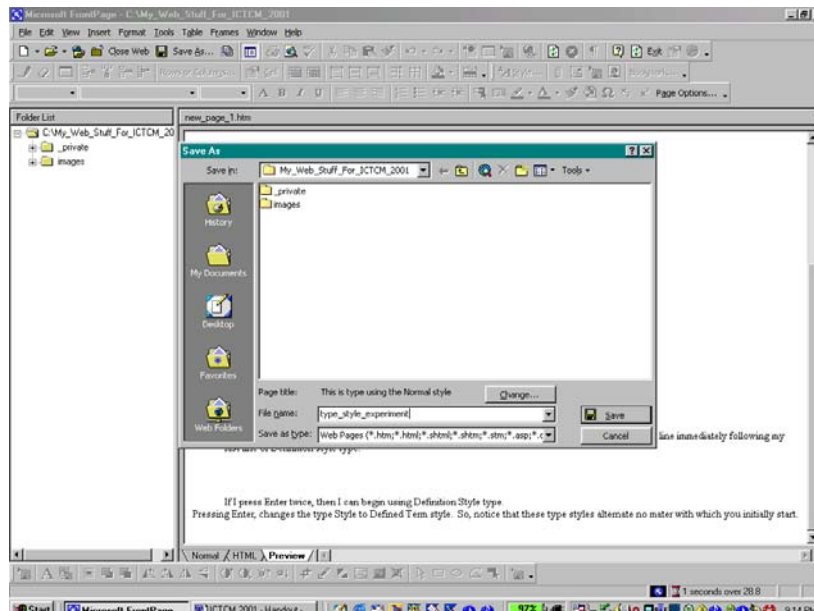 Microsoft FrontPage - C:\My_Web_Stuff_For_ICTCM_2001
File Edit View Insert Format Tools Table Frames Window Help
Close Web Save As... Exit
Style...
Page Options...
Folder List
new_page_1.htm
C:\My_Web_Stuff_For_ICTCM_20
_private
images
Save As
Save in: My_Web_Stuff_For_ICTCM_2001 Tools
_private
images
History
My Documents
Desktop
Favorites
Web Folders
Page title: This is type using the Normal style Change...
File name: type_style_experiment Save
Save as type: Web Pages (*.htm;*.html;*.shtml;*.shtm;*.stm;*.asp;*.c Cancel
line immediately following my
If I press Enter twice, then I can begin using Definition Style type.
Pressing Enter, changes the type Style to Defined Term style. So, notice that these type styles alternate no mater with which you initially start.
Normal HTML Preview
1 seconds over 28.8
Start Microsoft FrontPage ICTCM 2001 - Handout - 97% 9:14 PM